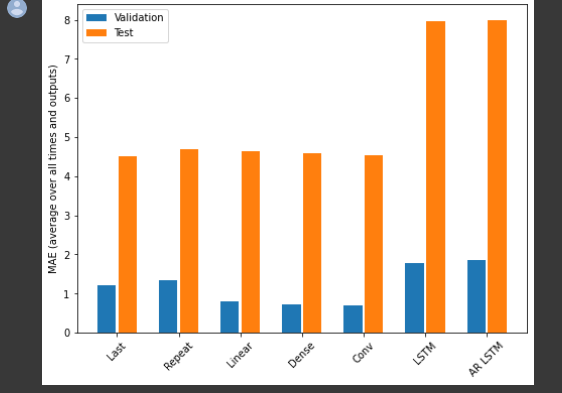 Validation
Test
MAE (average over all times and outputs)
8
7
6
5
4
3
2
1
0
Last
Repeat
Linear
Dense
Conv
LSTM
AR LSTM